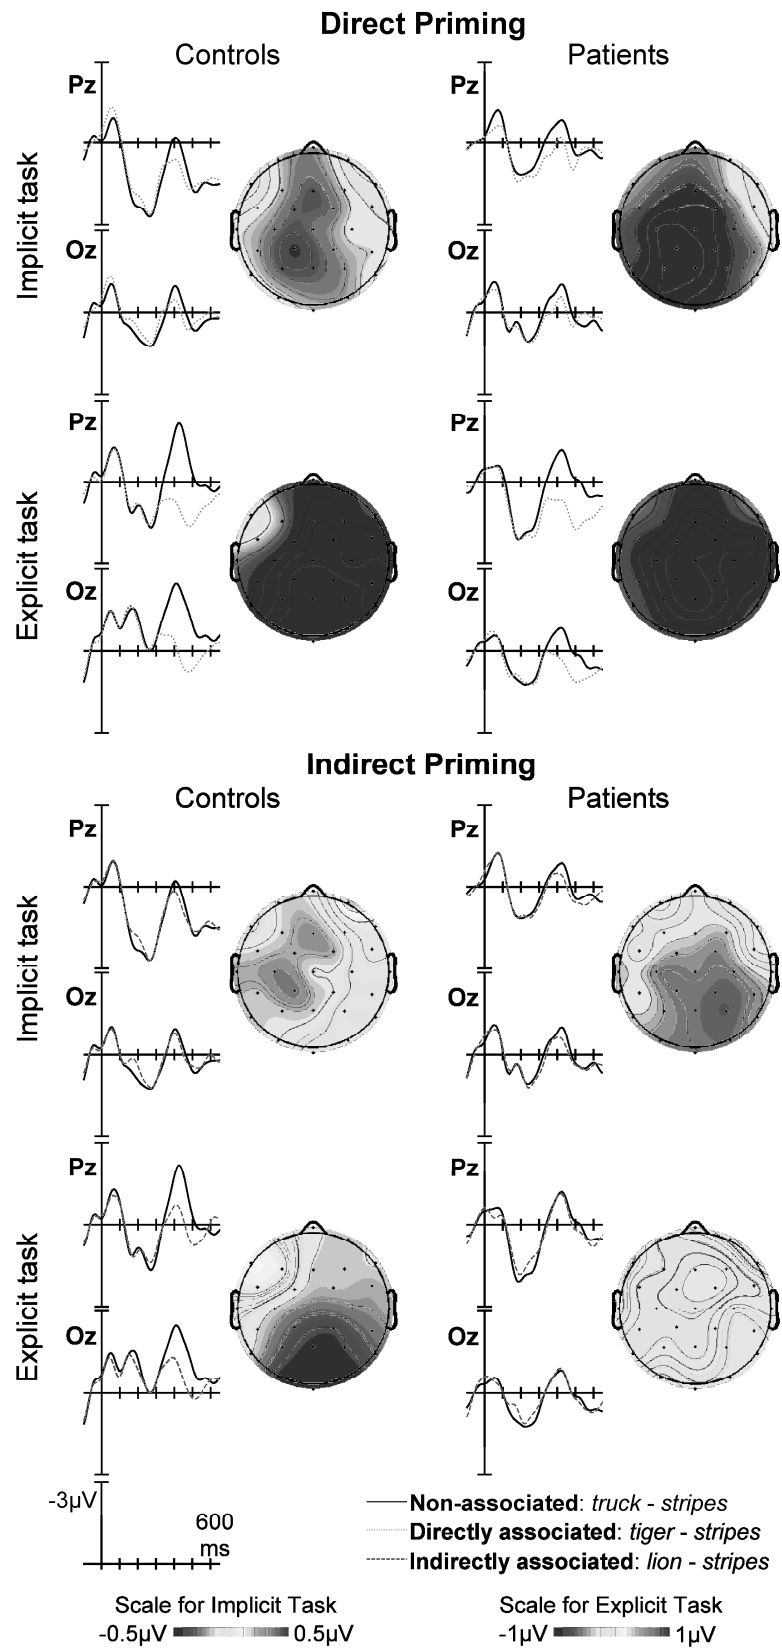 Direct Priming
Controls Patients
Implicit task
Pz Pz
Oz Oz
Explicit task
Pz Pz
Oz Oz
Indirect Priming
Controls Patients
Implicit task
Pz Pz
Oz Oz
Explicit task
Pz Pz
Oz Oz
-3µV
600
ms
Non-associated: truck - stripes
Directly associated: tiger - stripes
Indirectly associated: lion - stripes
Scale for Implicit Task Scale for Explicit Task
-0.5µV 0.5µV -1µV 1µV